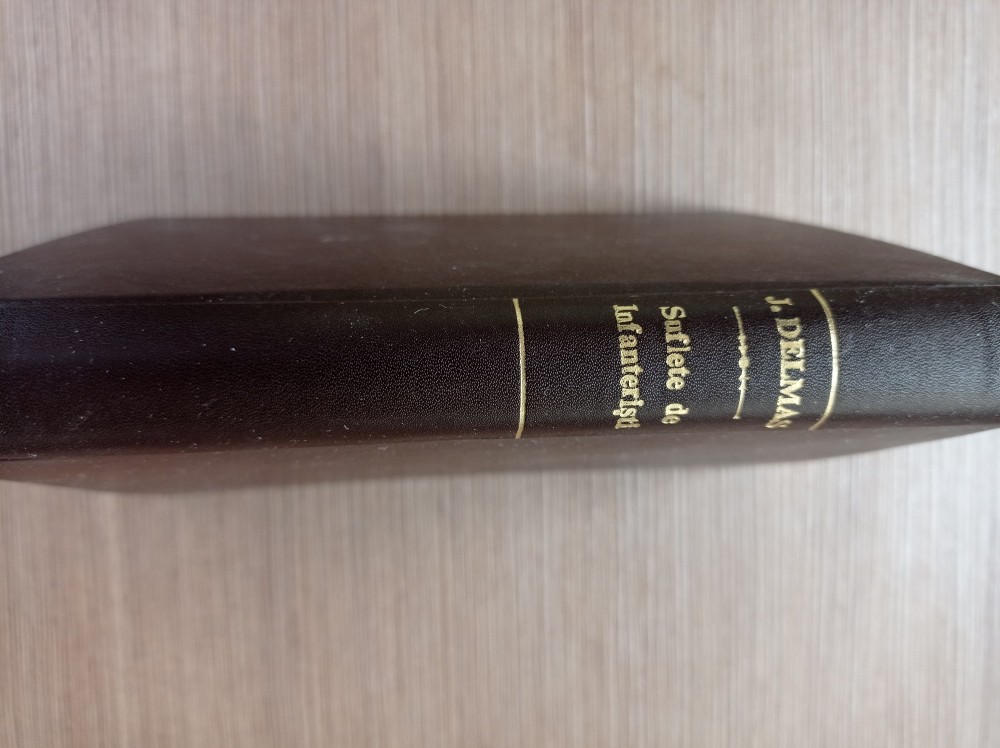 J. DELMAS
Suflete de
Infanteriști